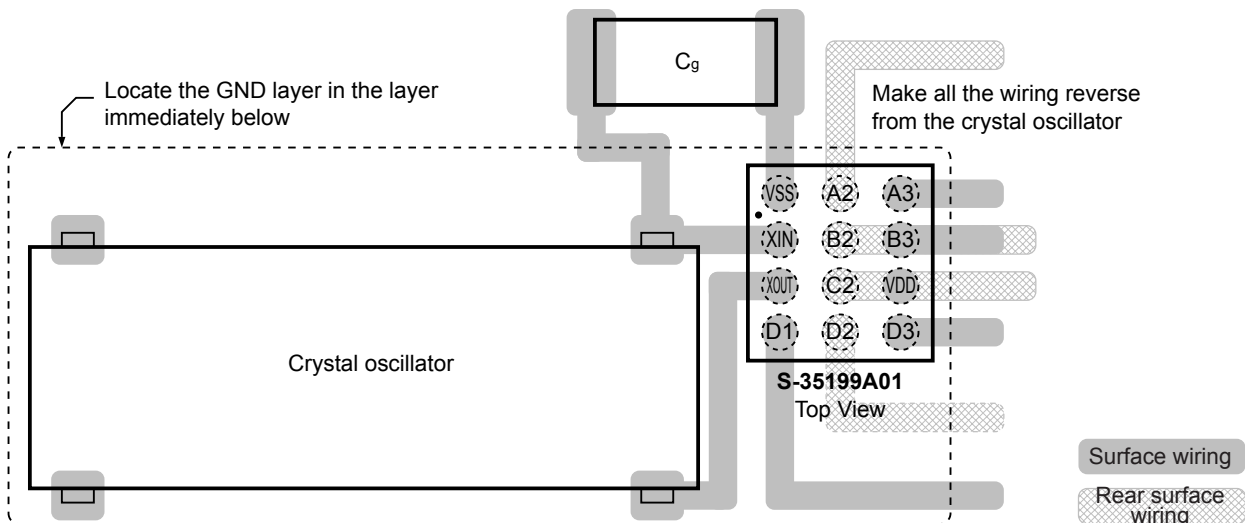 Cg
Locate the GND layer in the layer
immediately below
Make all the wiring reverse
from the crystal oscillator
VSS A2 A3
XIN B2 B3
XOUT C2 VDD
D1 D2 D3
Crystal oscillator
S-35199A01
Top View
Surface wiring
Rear surface
wiring